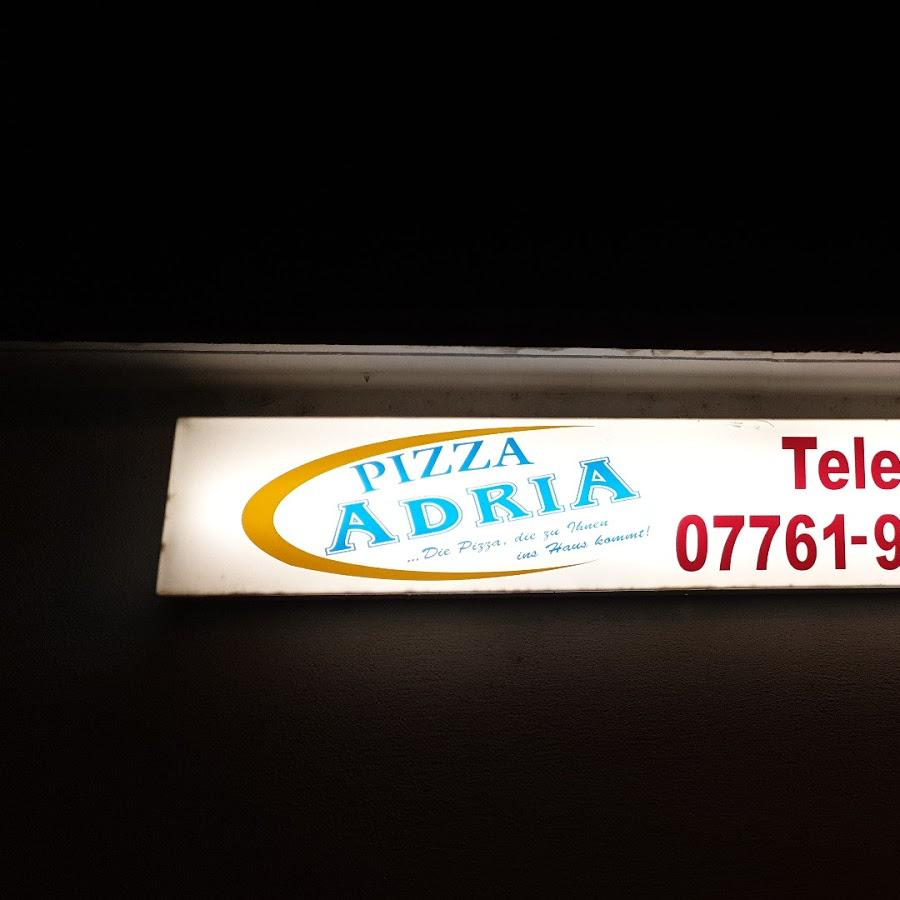 PIZZA
ADRIA
...Die Pizza, die zu Ihnen
ins Haus kommt!
Tele
07761-9